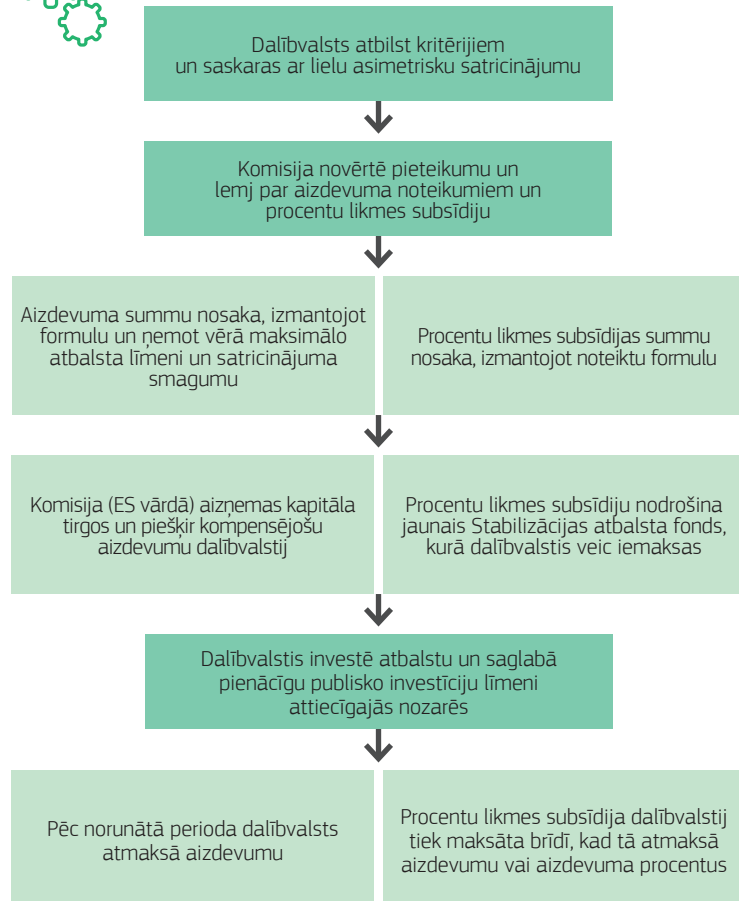 Dalībvalsts atbilst kritērijiem
un saskaras ar lielu asimetrisku satricinājumu
Komisija novērtē pieteikumu un
lemj par aizdevuma noteikumiem un
procentu likmes subsīdiju
Aizdevuma summu nosaka, izmantojot
formulu un ņemot vērā maksimālo
atbalsta līmeni un satricinājuma
smagumu
Procentu likmes subsīdijas summu
nosaka, izmantojot noteiktu formulu
Komisija (ES vārdā) aizņemas kapitāla
tirgos un piešķir kompensējošu
aizdevumu dalībvalstij
Procentu likmes subsīdiju nodrošina
jaunais Stabilizācijas atbalsta fonds,
kurā dalībvalstis veic iemaksas
Dalībvalstis investē atbalstu un saglabā
pienācīgu publisko investīciju līmeni
attiecīgajās nozarēs
Pēc norunātā perioda dalībvalsts
atmaksā aizdevumu
Procentu likmes subsīdija dalībvalstij
tiek maksāta brīdī, kad tā atmaksā
aizdevumu vai aizdevuma procentus